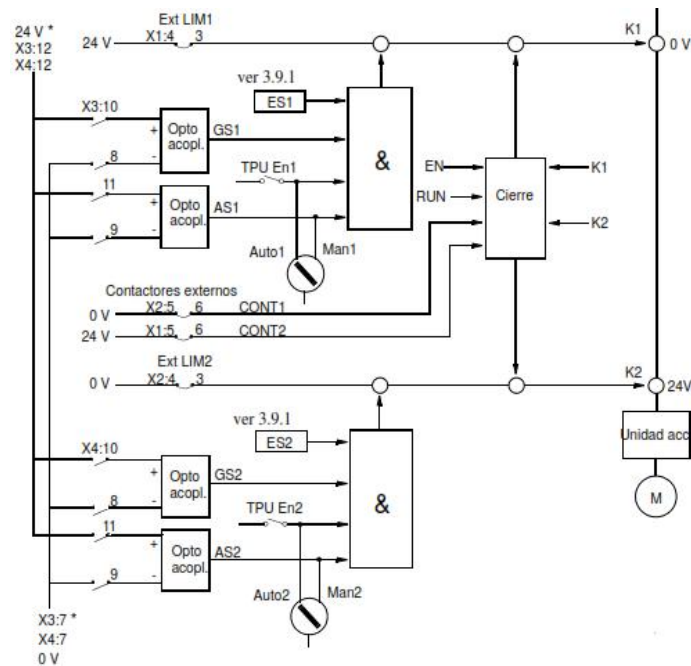 Ext LIM1
24 V *
X3:12
X4:12
24 V X1:4 3 K1 0 V
ver 3.9.1
ES1
X3:10
+ Opto acopl. GS1
8 -
&
TPU En1
EN
RUN
Cierre
K1
K2
11
+ Opto acopl. AS1
9 -
Auto1 Man1
Contactores externos
0 V X2:5 6 CONT1
24 V X1:5 6 CONT2
Ext LIM2
0 V X2:4 3 K2 24V
ver 3.9.1
ES2
Unidad acc
M
X4:10
+ Opto acopl. GS2
8 -
&
TPU En2
11
+ Opto acopl. AS2
9 -
Auto2 Man2
X3:7 *
X4:7
0 V